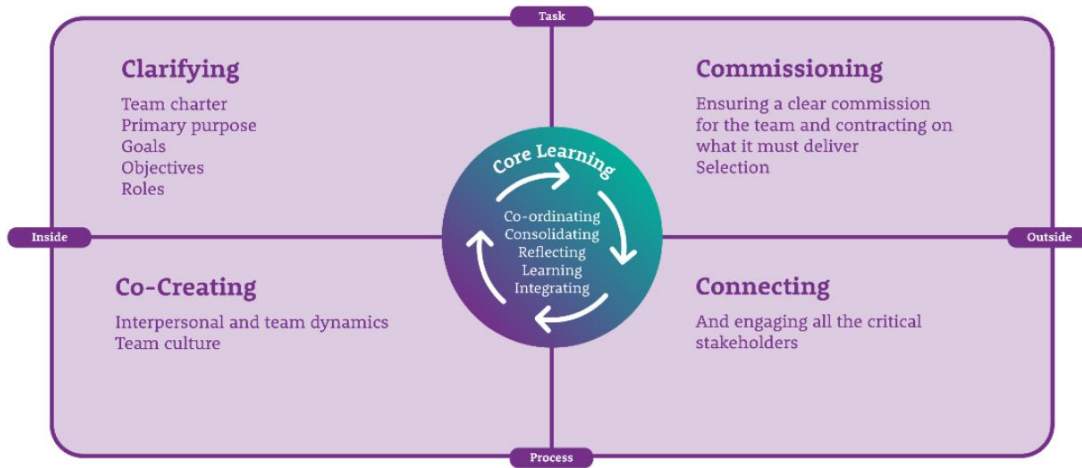 Task
Clarifying
Team charter
Primary purpose
Goals
Objectives
Roles
Commissioning
Ensuring a clear commission
for the team and contracting on
what it must deliver
Selection
Core Learning
Co-ordinating
Consolidating
Reflecting
Learning
Integrating
Inside
Outside
Co-Creating
Interpersonal and team dynamics
Team culture
Connecting
And engaging all the critical
stakeholders
Process